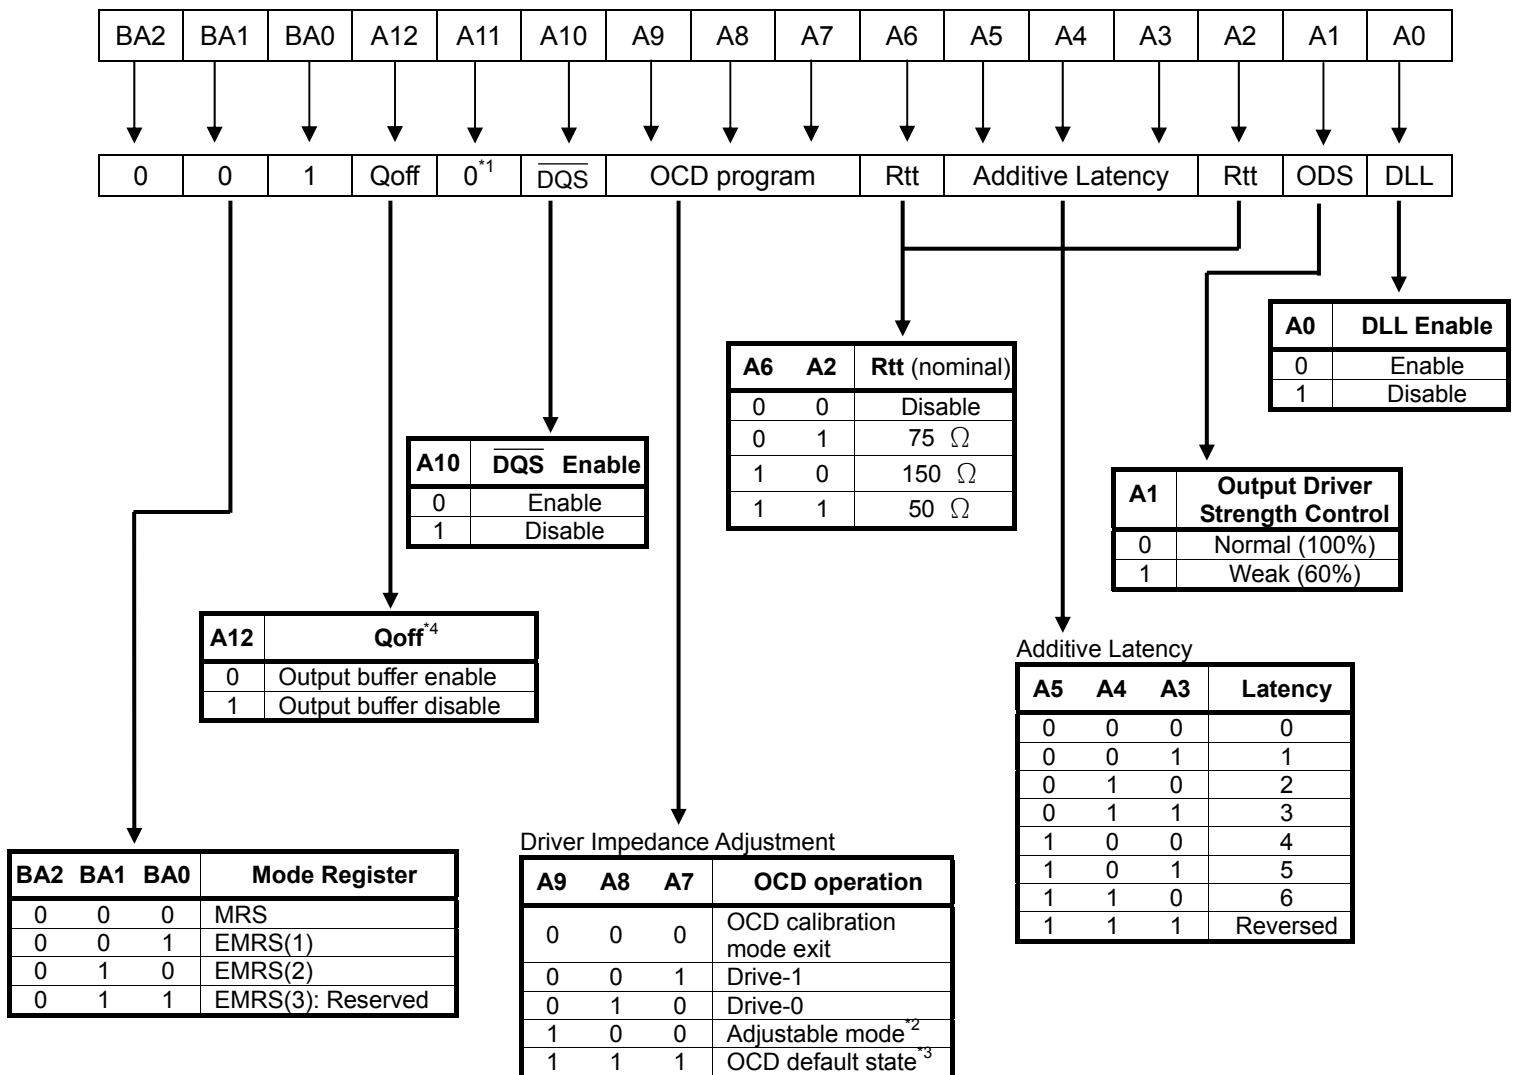 BA2 BA1 BA0 A12 A11 A10 A9 A8 A7 A6 A5 A4 A3 A2 A1 A0
0 0 1 Qoff 0*1 D̅Q̅S̅ OCD program Rtt Additive Latency Rtt ODS DLL
A0 DLL Enable
0 Enable
1 Disable
A6 A2 Rtt (nominal)
0 0 Disable
0 1 75 Ω
1 0 150 Ω
1 1 50 Ω
A10 D̅Q̅S̅ Enable
0 Enable
1 Disable
A1 Output Driver
Strength Control
0 Normal (100%)
1 Weak (60%)
A12 Qoff*4
0 Output buffer enable
1 Output buffer disable
Additive Latency
A5 A4 A3 Latency
0 0 0 0
0 0 1 1
0 1 0 2
0 1 1 3
1 0 0 4
1 0 1 5
1 1 0 6
1 1 1 Reversed
BA2 BA1 BA0 Mode Register
0 0 0 MRS
0 0 1 EMRS(1)
0 1 0 EMRS(2)
0 1 1 EMRS(3): Reserved
Driver Impedance Adjustment
A9 A8 A7 OCD operation
0 0 0 OCD calibration
mode exit
0 0 1 Drive-1
0 1 0 Drive-0
1 0 0 Adjustable mode*2
1 1 1 OCD default state*3